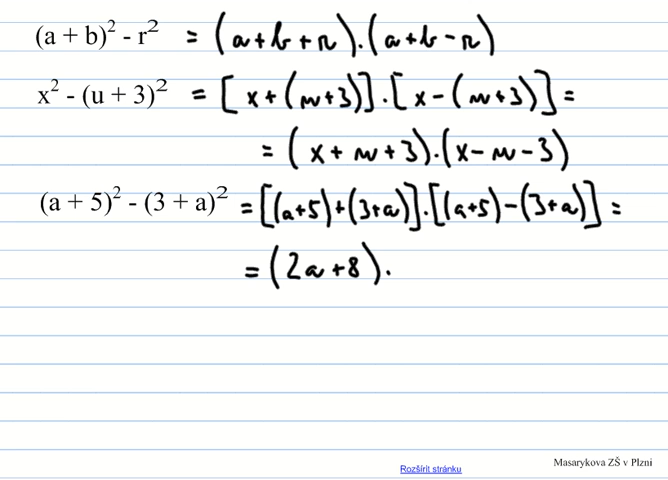 (a + b)² - r² = (a+b+r).(a+b-r)
x² - (u + 3)² = [x+(u+3)].[x-(u+3)] =
= (x+u+3).(x-u-3)
(a + 5)² - (3 + a)² = [(a+5)+(3+a)].[(a+5)-(3+a)] =
= (2a+8).
Masarykova ZŠ v Plzni
Rozšířit stránku